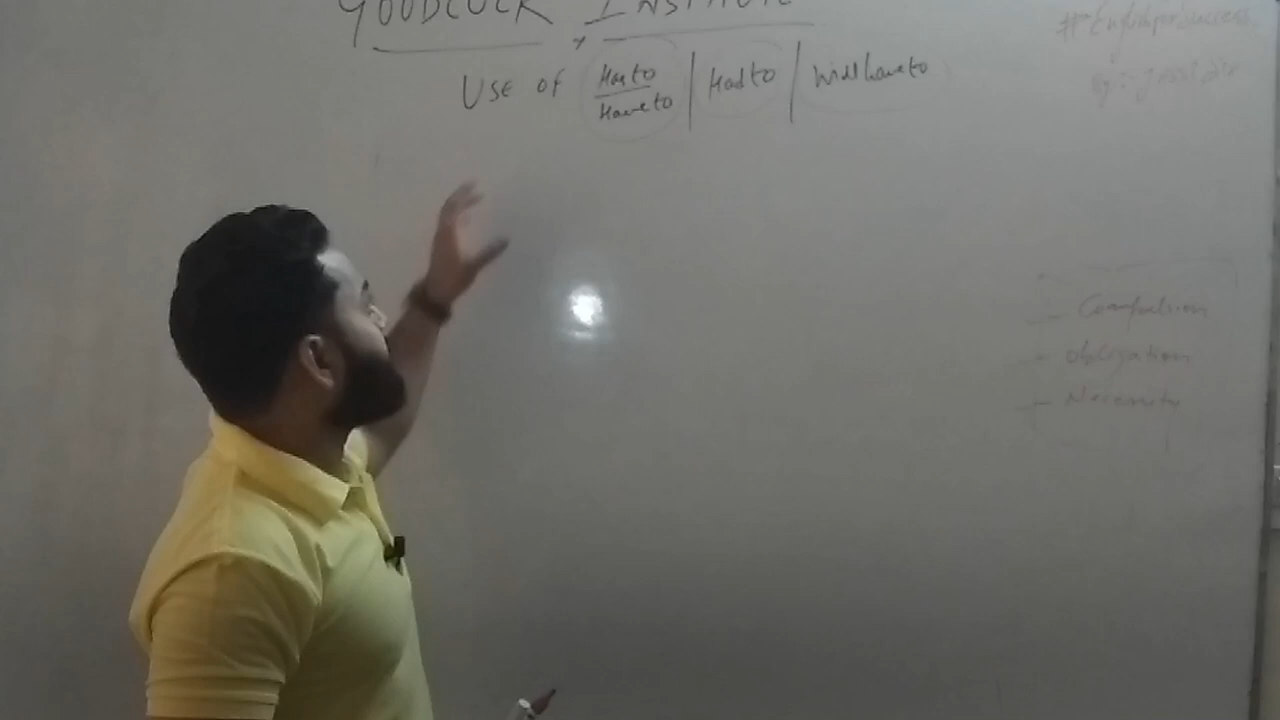 GOODLUCK INSTITUTE
Use of Has to / Have to | Had to | Will have to
- Compulsion
- Obligation
- Necessity